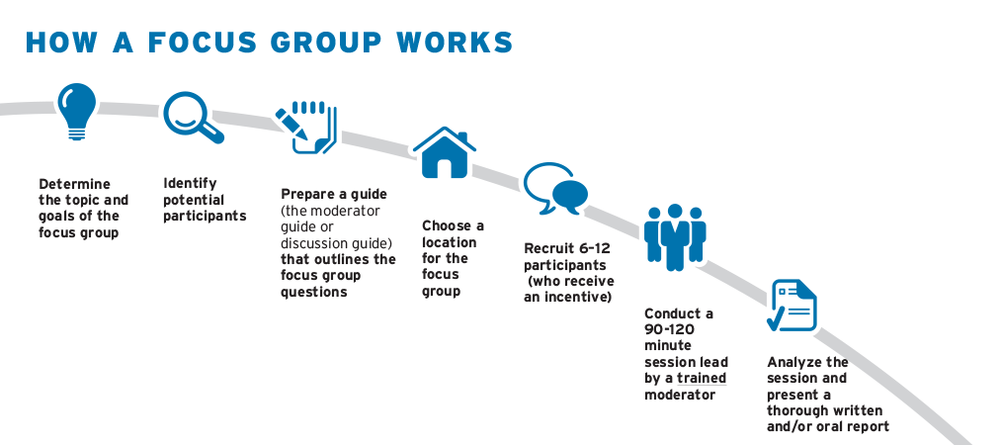 HOW A FOCUS GROUP WORKS
Determine
the topic and
goals of the
focus group
Identify
potential
participants
Prepare a guide
(the moderator
guide or
discussion guide)
that outlines the
focus group
questions
Choose a
location
for the
focus
group
Recruit 6–12
participants
(who receive
an incentive)
Conduct a
90-120
minute
session lead
by a trained
moderator
Analyze the
session and
present a
thorough written
and/or oral report